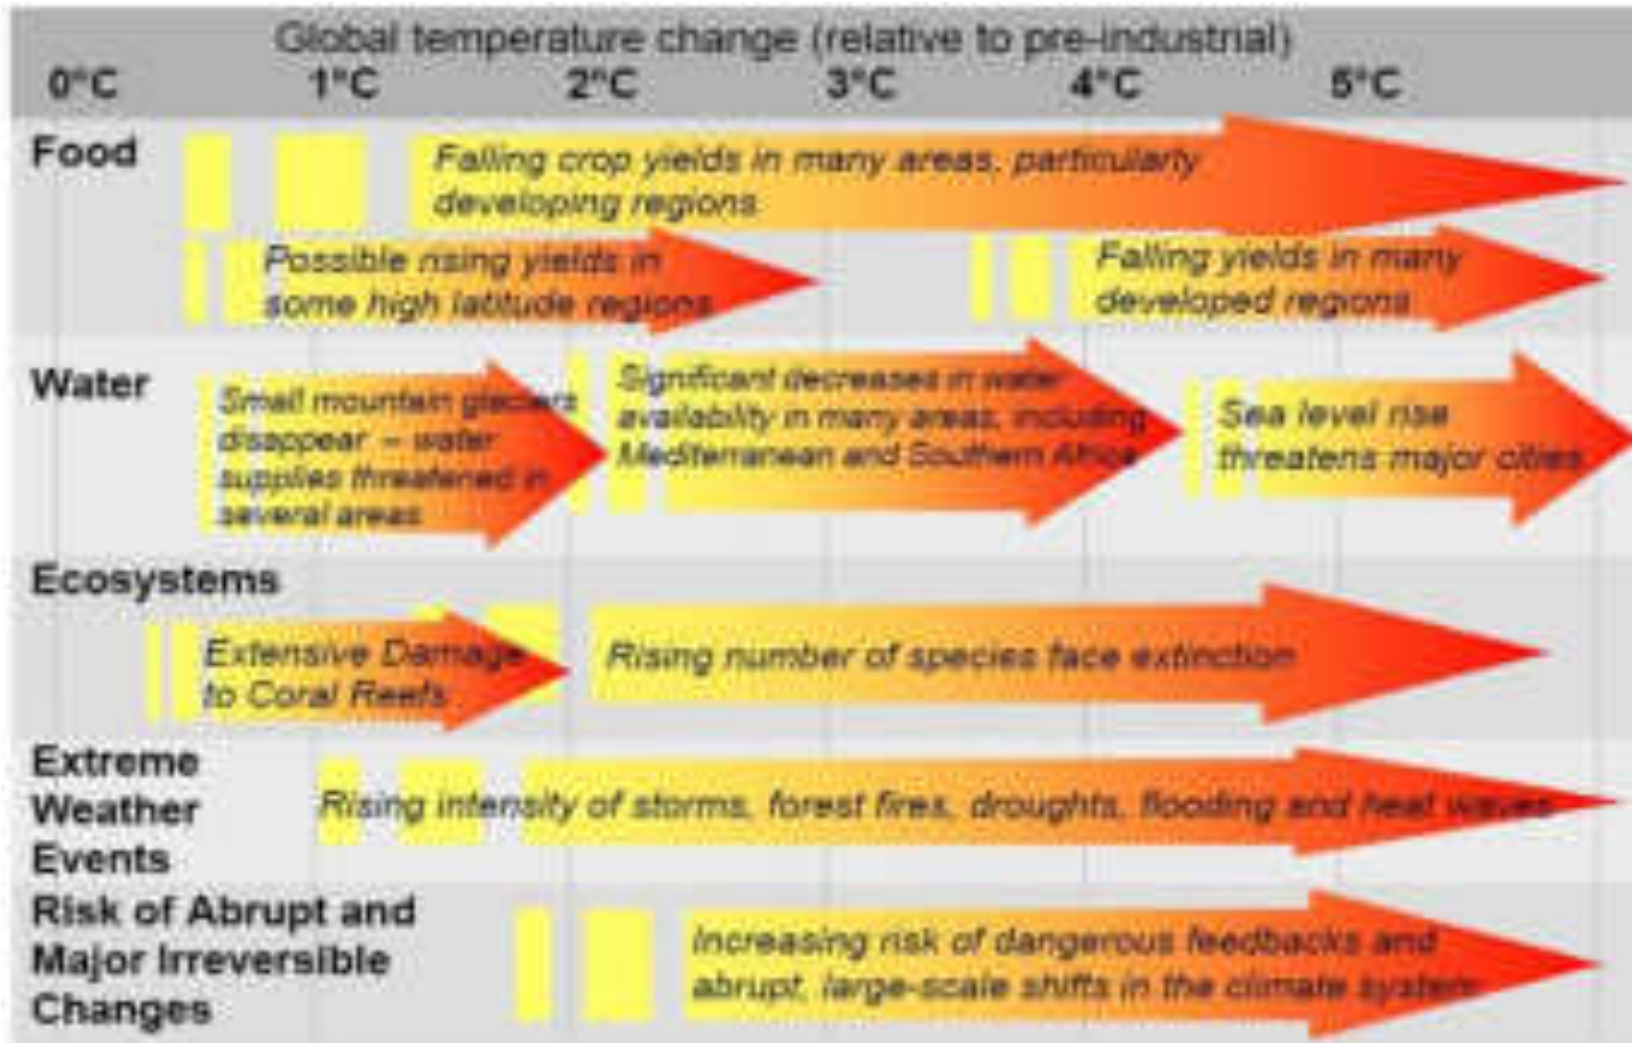 Global temperature change (relative to pre-industrial)
0°C 1°C 2°C 3°C 4°C 5°C
Food
Falling crop yields in many areas, particularly
developing regions
Possible rising yields in
some high latitude regions
Falling yields in many
developed regions
Water
Small mountain glaciers
disappear – water
supplies threatened in
several areas
Significant decreases in water
availability in many areas, including
Mediterranean and Southern Africa
Sea level rise
threatens major cities
Ecosystems
Extensive Damage
to Coral Reefs
Rising number of species face extinction
Extreme
Weather
Events
Rising intensity of storms, forest fires, droughts, flooding and heat waves
Risk of Abrupt and
Major Irreversible
Changes
Increasing risk of dangerous feedbacks and
abrupt, large-scale shifts in the climate system